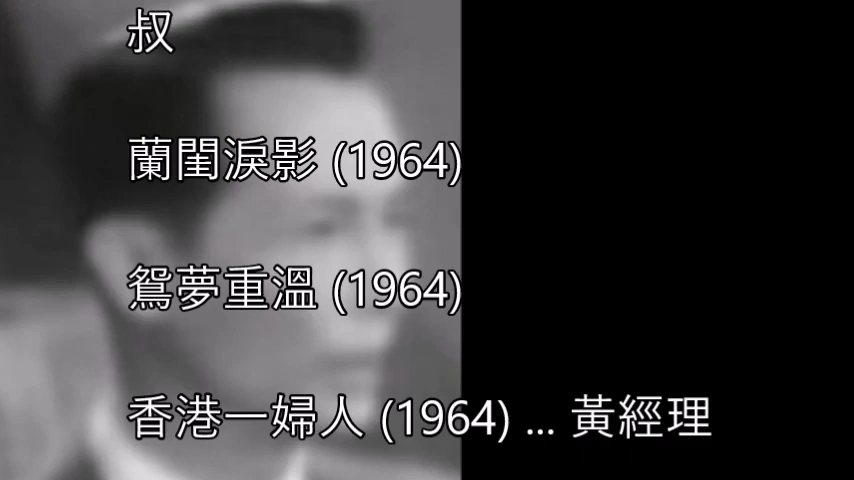 叔
蘭閨淚影 (1964)
鴛夢重溫 (1964)
香港一婦人 (1964) ... 黃經理